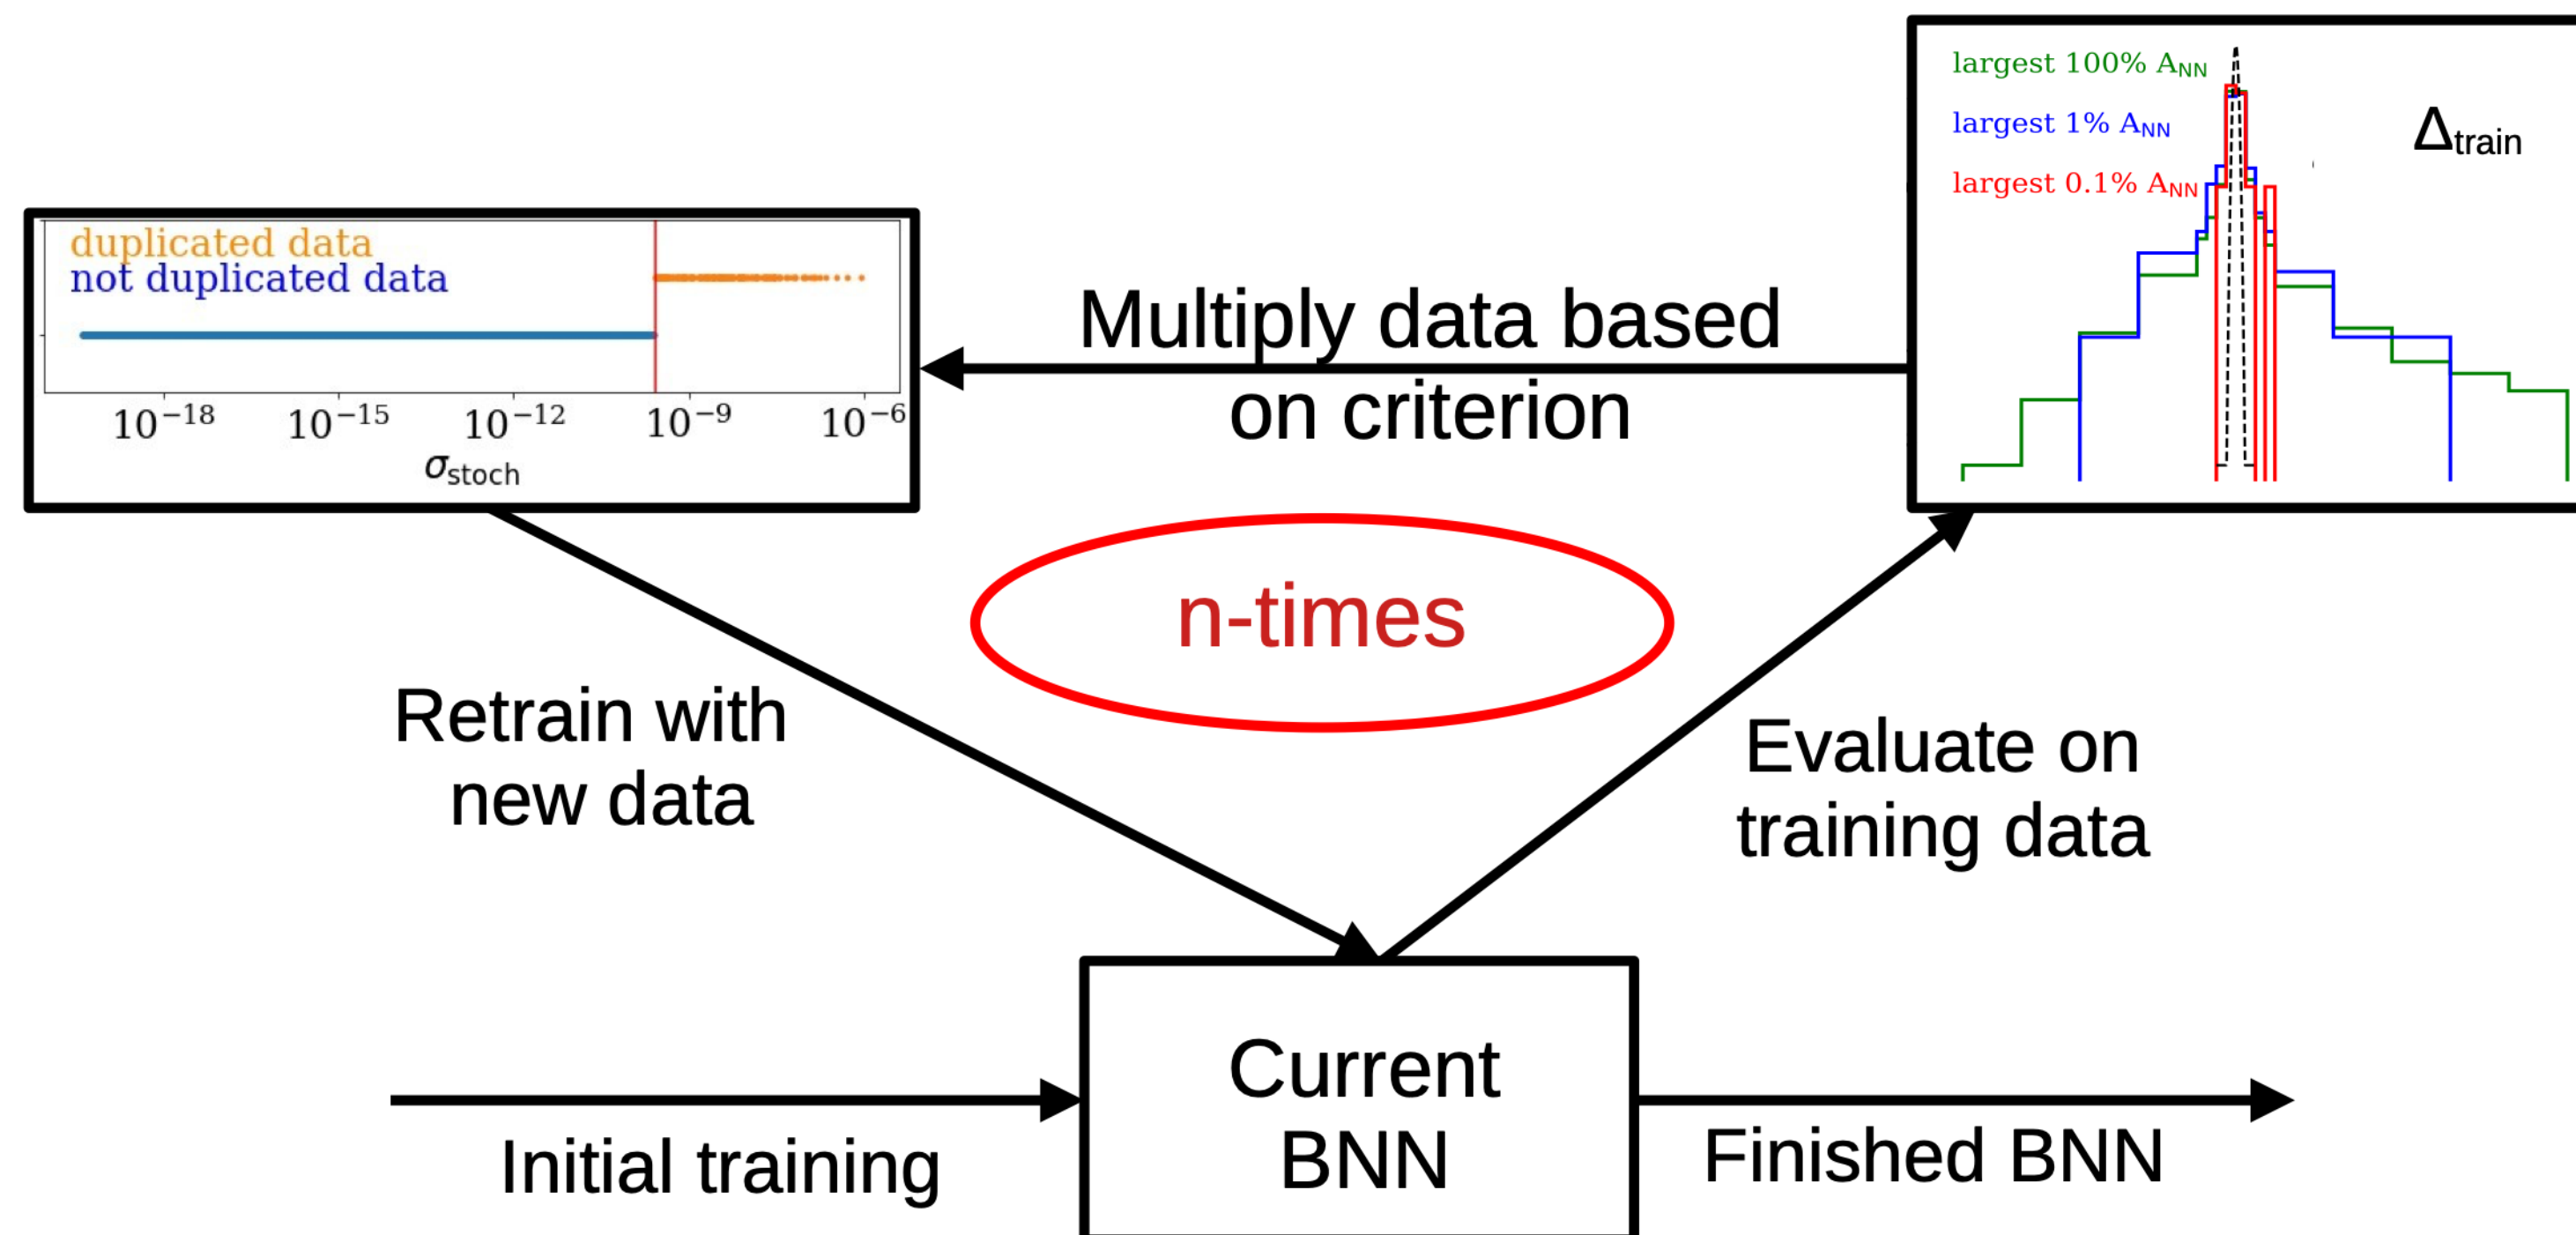 largest 100% A_NN
largest 1% A_NN
largest 0.1% A_NN
Δ_train
duplicated data
not duplicated data
10^−18 10^−15 10^−12 10^−9 10^−6
σ_stoch
Multiply data based
on criterion
n-times
Retrain with
new data
Evaluate on
training data
Current
BNN
Initial training
Finished BNN